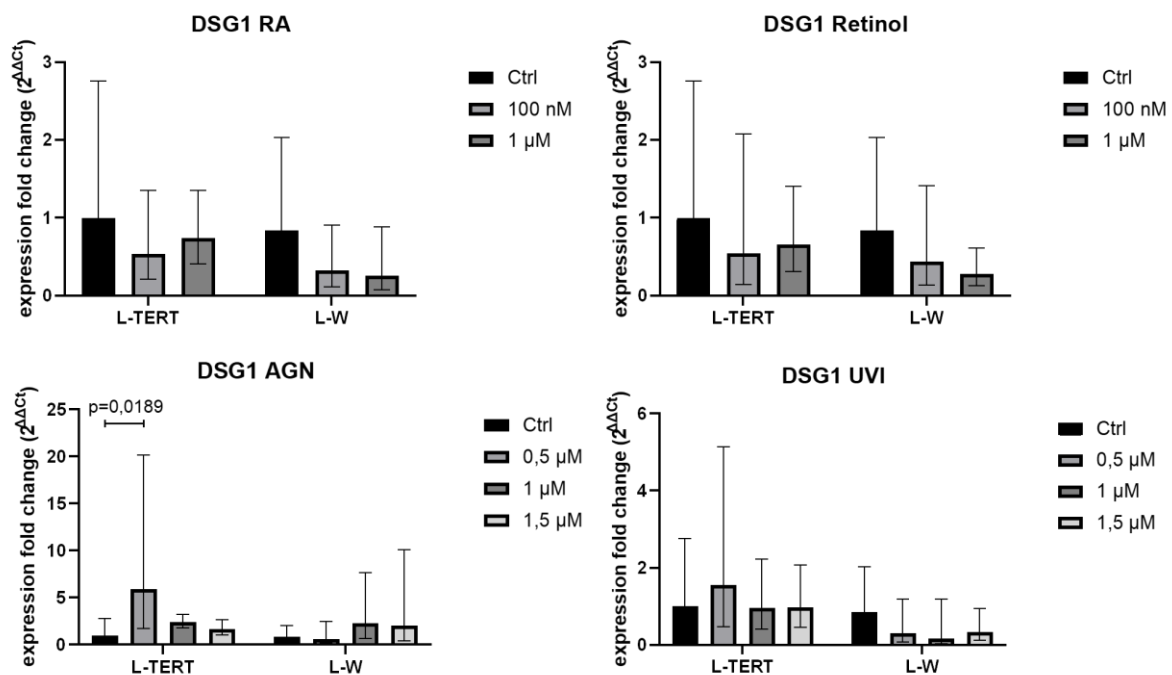 DSG1 RA
expression fold change (2^ΔΔCt)
3
2
1
0
L-TERT
L-W
Ctrl
100 nM
1 µM
DSG1 Retinol
expression fold change (2^ΔΔCt)
3
2
1
0
L-TERT
L-W
Ctrl
100 nM
1 µM
DSG1 AGN
expression fold change (2^ΔΔCt)
25
20
15
10
5
0
p=0,0189
L-TERT
L-W
Ctrl
0,5 µM
1 µM
1,5 µM
DSG1 UVI
expression fold change (2^ΔΔCt)
6
4
2
0
L-TERT
L-W
Ctrl
0,5 µM
1 µM
1,5 µM